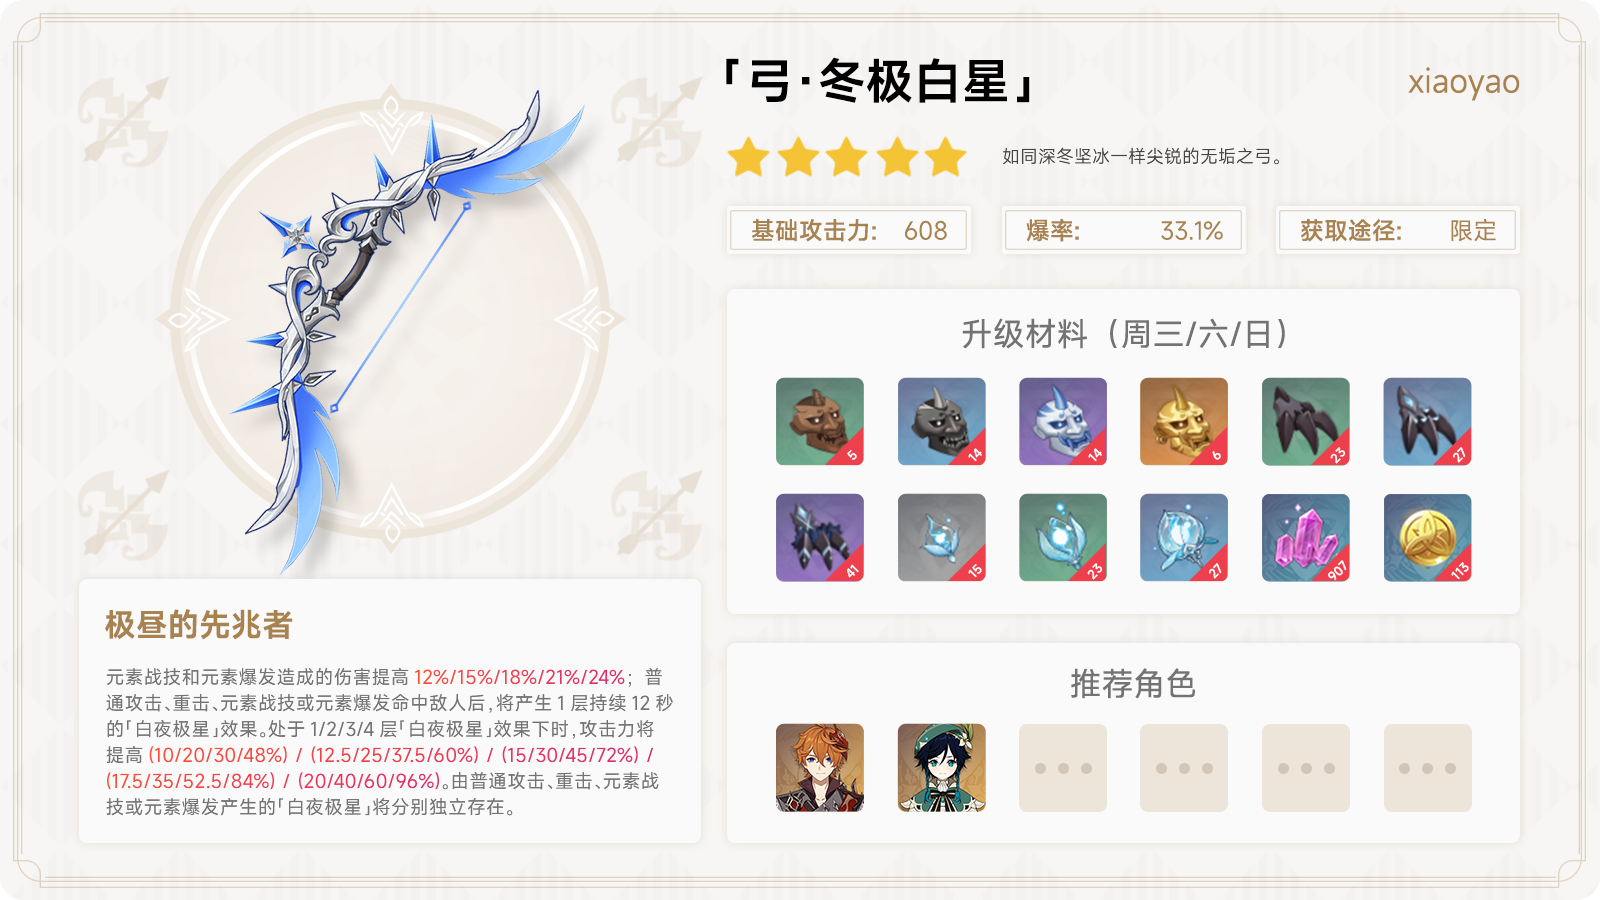 「弓·冬极白星」
xiaoyao
如同深冬坚冰一样尖锐的无垢之弓。
基础攻击力: 608
爆率: 33.1%
获取途径: 限定
升级材料（周三/六/日）
5
14
14
6
23
27
41
15
23
27
907
113
极昼的先兆者
元素战技和元素爆发造成的伤害提高 12%/15%/18%/21%/24%；普
通攻击、重击、元素战技或元素爆发命中敌人后，将产生 1 层持续 12 秒
的「白夜极星」效果。处于 1/2/3/4 层「白夜极星」效果下时，攻击力将
提高 (10/20/30/48%) / (12.5/25/37.5/60%) / (15/30/45/72%) /
(17.5/35/52.5/84%) / (20/40/60/96%)。由普通攻击、重击、元素战
技或元素爆发产生的「白夜极星」将分别独立存在。
推荐角色